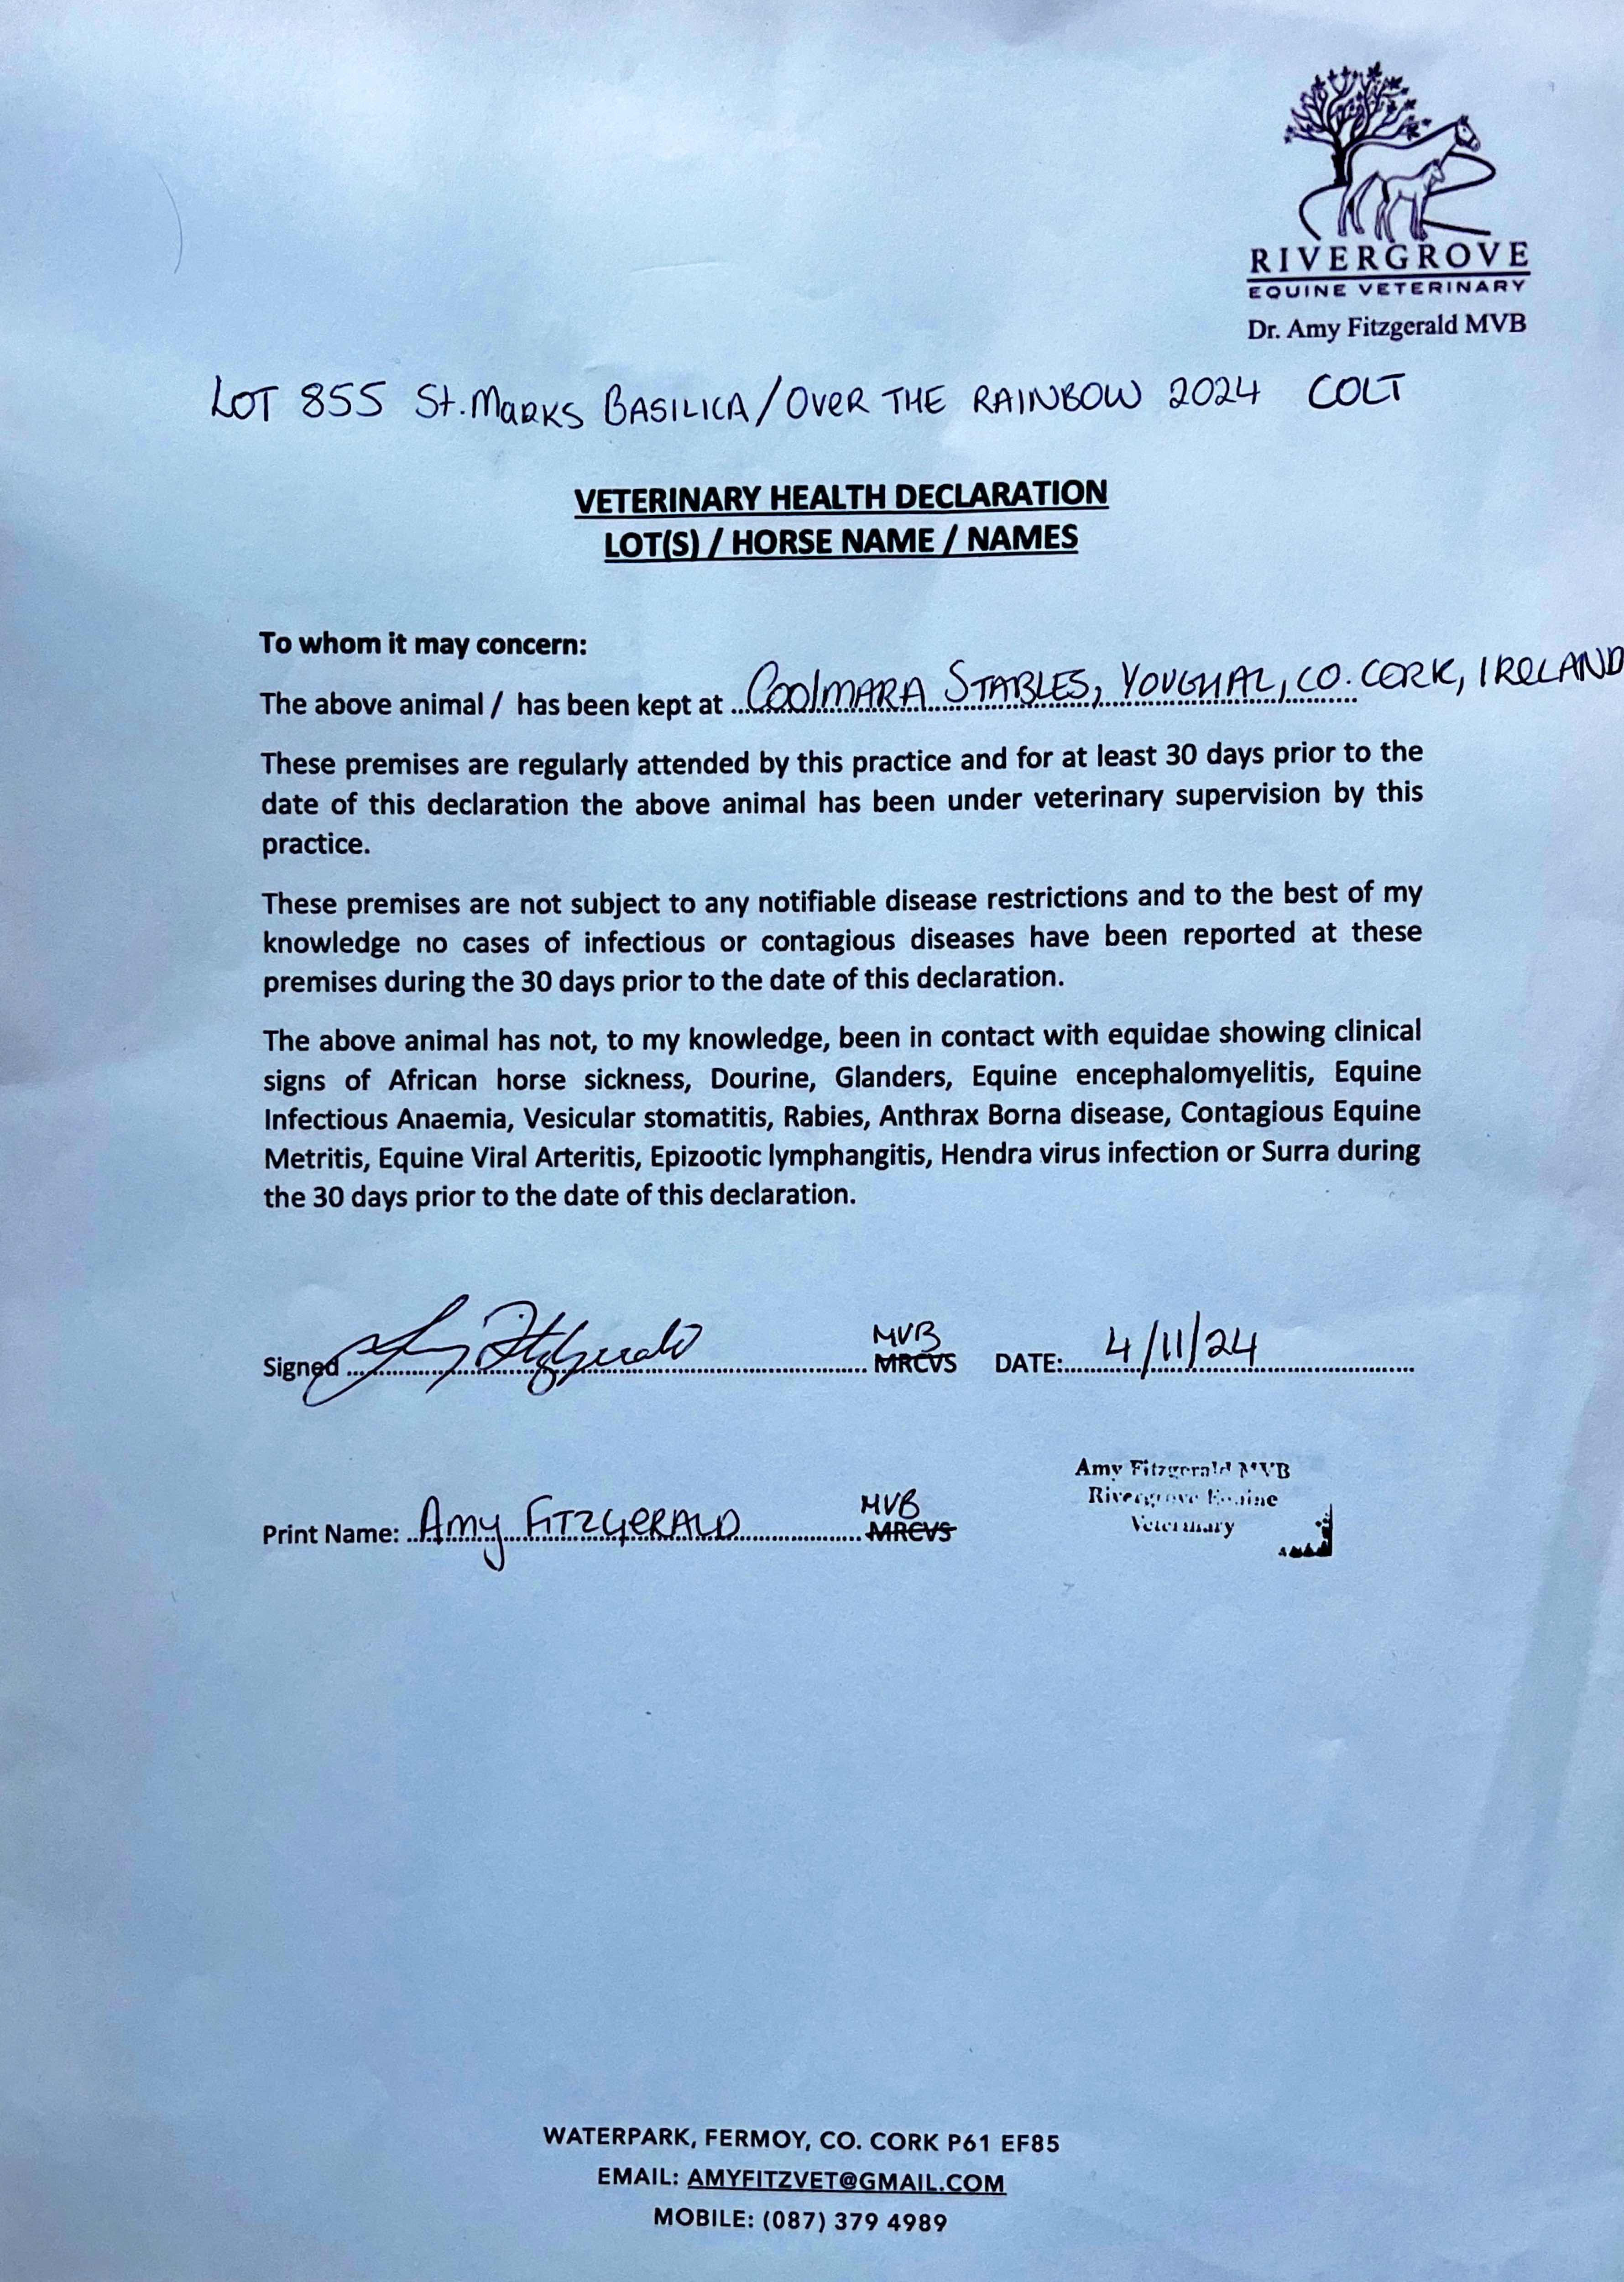 RIVERGROVE
EQUINE VETERINARY
Dr. Amy Fitzgerald MVB
LOT 855 St. MARKS BASILICA/OVER THE RAINBOW 2024 COLT
VETERINARY HEALTH DECLARATION
LOT(S) / HORSE NAME / NAMES
To whom it may concern:
The above animal / has been kept at COOlMARA STABLES, YOUGHAL, CO. CORK, IRELAND
These premises are regularly attended by this practice and for at least 30 days prior to the
date of this declaration the above animal has been under veterinary supervision by this
practice.
These premises are not subject to any notifiable disease restrictions and to the best of my
knowledge no cases of infectious or contagious diseases have been reported at these
premises during the 30 days prior to the date of this declaration.
The above animal has not, to my knowledge, been in contact with equidae showing clinical
signs of African horse sickness, Dourine, Glanders, Equine encephalomyelitis, Equine
Infectious Anaemia, Vesicular stomatitis, Rabies, Anthrax Borna disease, Contagious Equine
Metritis, Equine Viral Arteritis, Epizootic lymphangitis, Hendra virus infection or Surra during
the 30 days prior to the date of this declaration.
MVB
Signed Amy Fitzgerald MRCVS DATE: 4/11/24
Amy Fitzgerald MVB
Rivergrove Equine
Veterinary
MVB
Print Name: AMY FITZGERALD MRCVS
WATERPARK, FERMOY, CO. CORK P61 EF85
EMAIL: AMYFITZVET@GMAIL.COM
MOBILE: (087) 379 4989